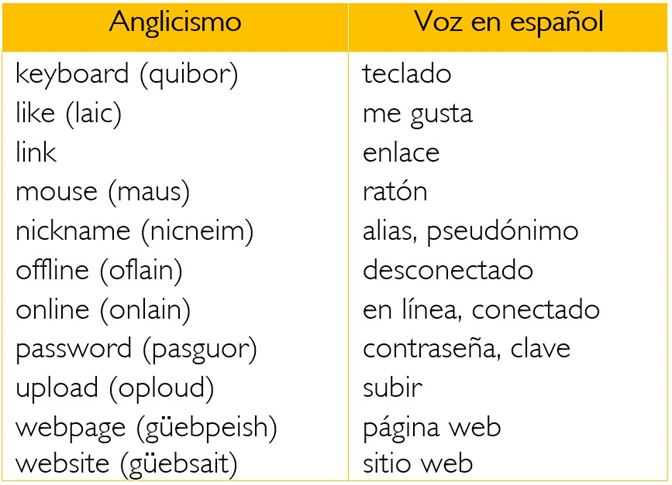 Anglicismo Voz en español
keyboard (quibor) teclado
like (laic) me gusta
link enlace
mouse (maus) ratón
nickname (nicneim) alias, pseudónimo
offline (oflain) desconectado
online (onlain) en línea, conectado
password (pasguor) contraseña, clave
upload (oploud) subir
webpage (güebpeish) página web
website (güebsait) sitio web